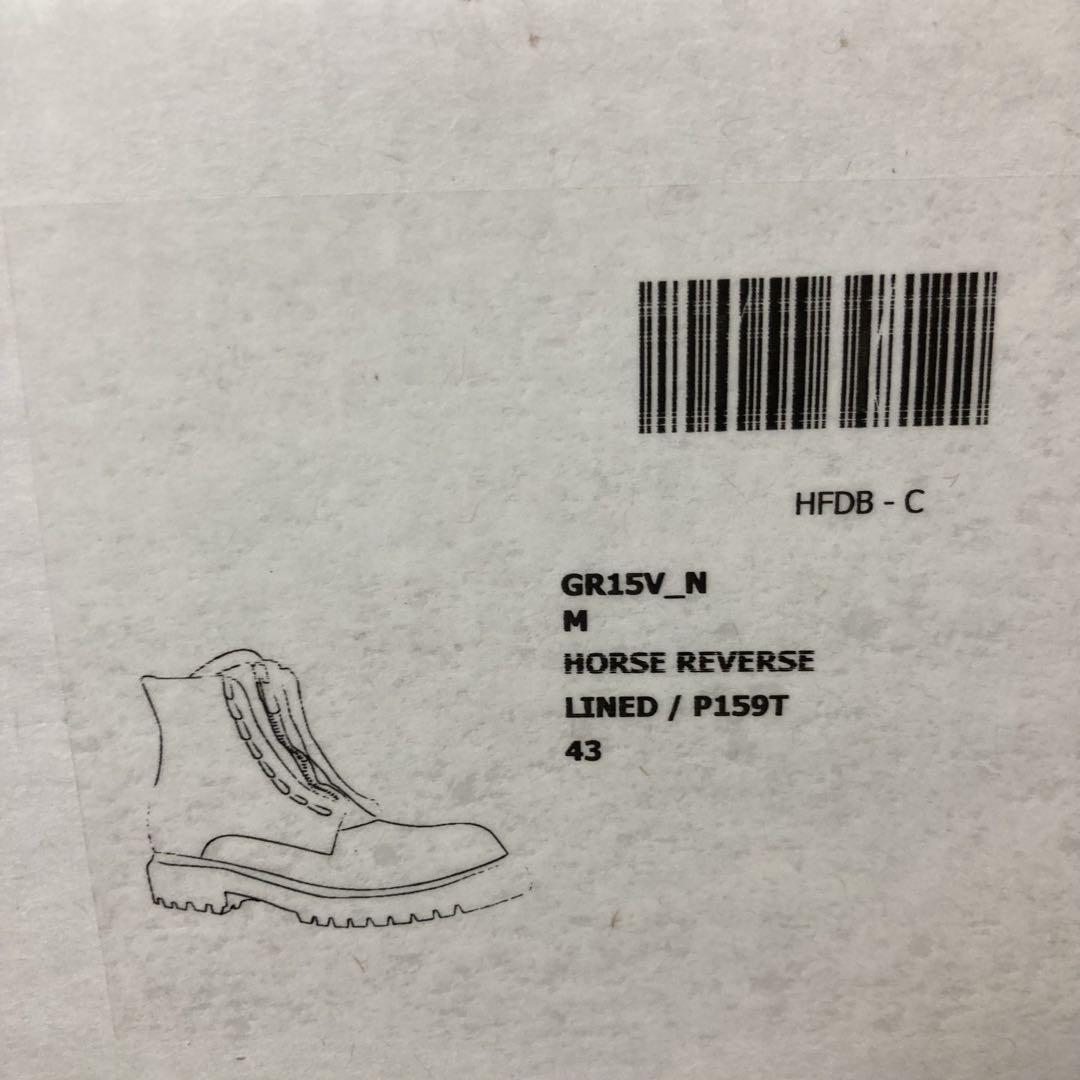 HFDB - C
GR15V_N
M
HORSE REVERSE
LINED / P159T
43